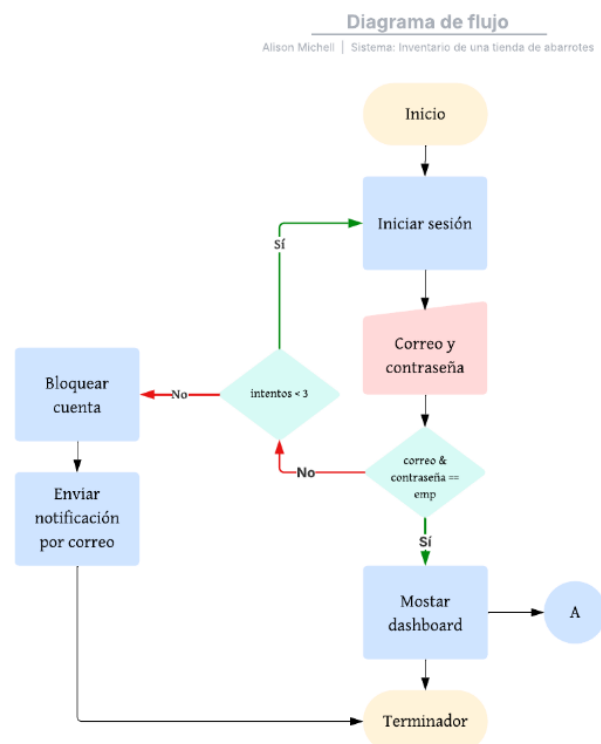 Diagrama de flujo
Alison Michell | Sistema: Inventario de una tienda de abarrotes
Inicio
Iniciar sesión
Sí
Correo y
contraseña
Bloquear
cuenta
No
intentos < 3
correo &
contraseña ==
emp
No
Enviar
notificación
por correo
Sí
Mostar
dashboard
A
Terminador